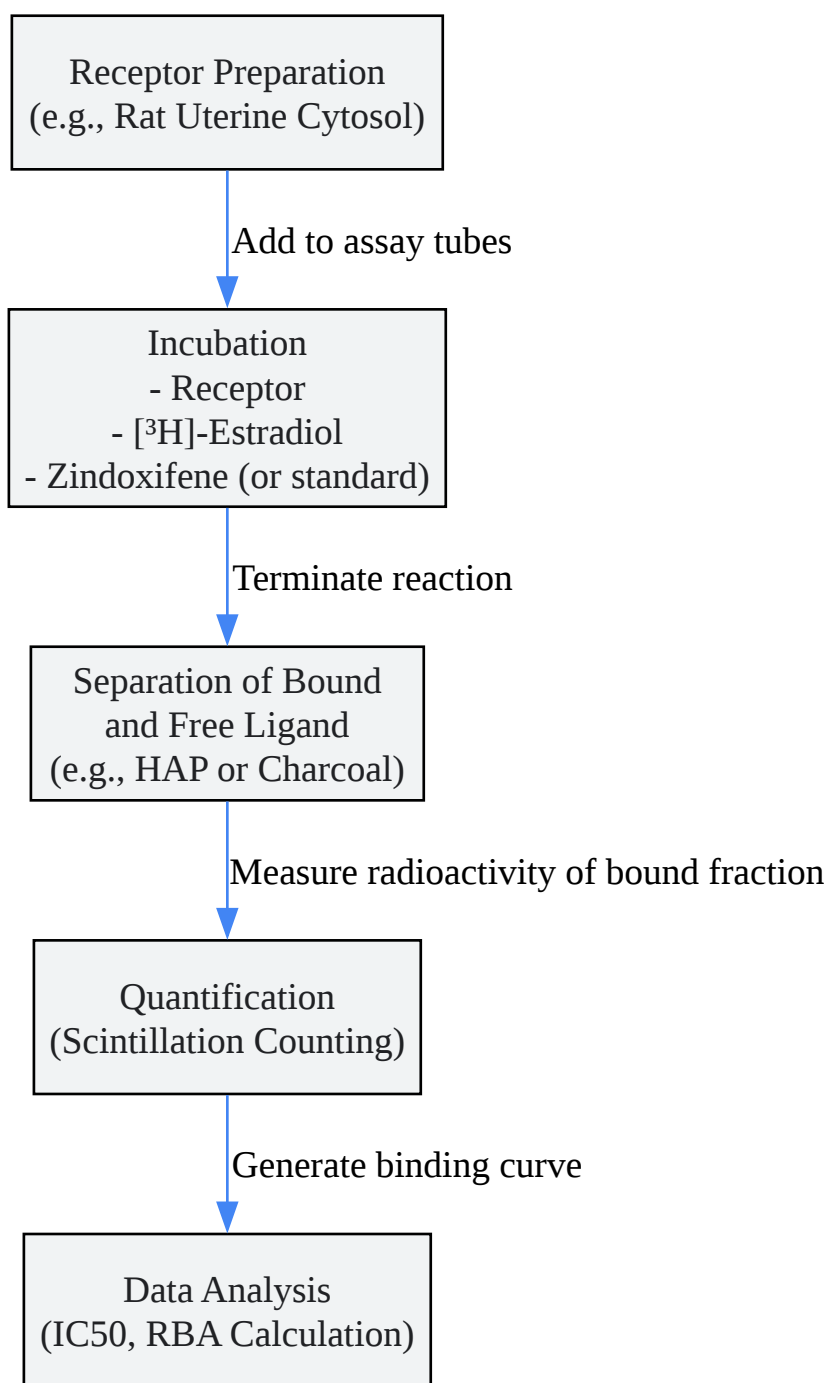 Receptor Preparation
(e.g., Rat Uterine Cytosol)
Add to assay tubes
Incubation
- Receptor
- [³H]-Estradiol
- Zindoxifene (or standard)
Terminate reaction
Separation of Bound
and Free Ligand
(e.g., HAP or Charcoal)
Measure radioactivity of bound fraction
Quantification
(Scintillation Counting)
Generate binding curve
Data Analysis
(IC50, RBA Calculation)